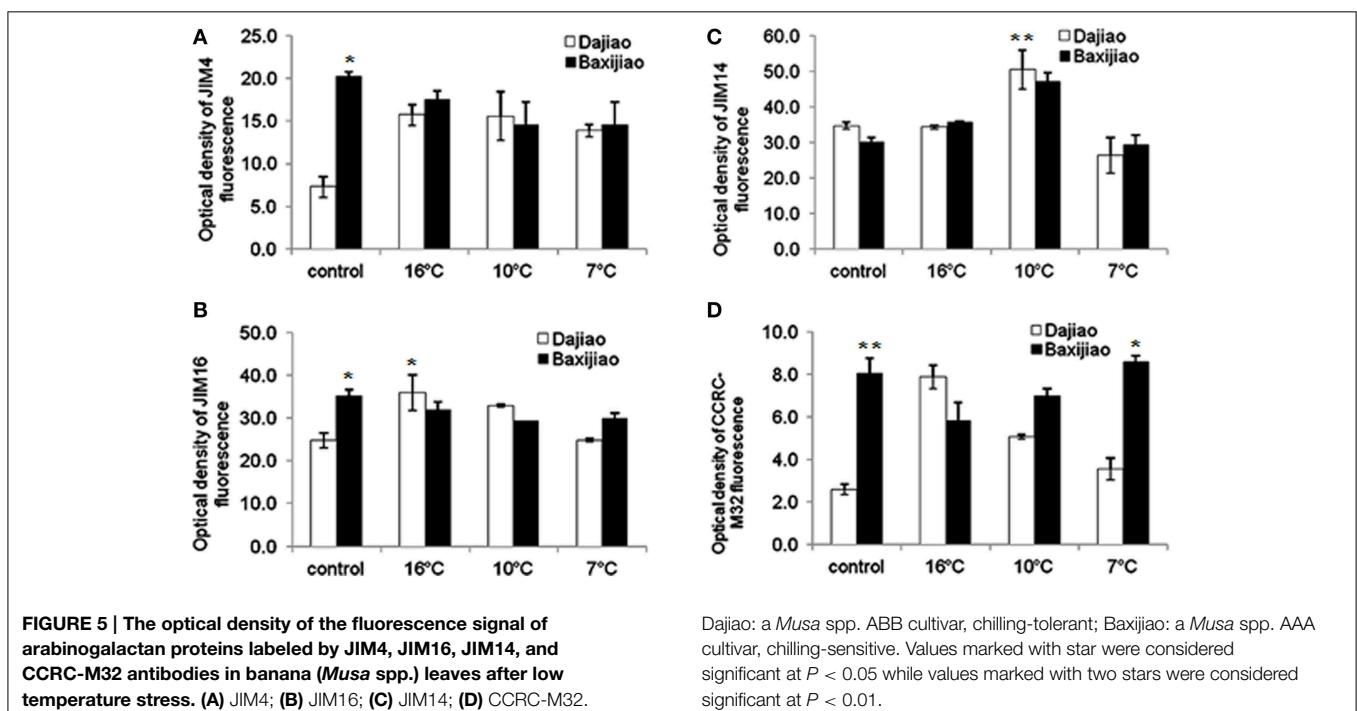 A
25.0
20.0
15.0
10.0
5.0
0.0
Optical density of JIM4
fluorescence
Dajiao
Baxijiao
*
control 16°C 10°C 7°C
B
50.0
40.0
30.0
20.0
10.0
0.0
Optical density of JIM16
fluorescence
Dajiao
Baxijiao
* *
control 16°C 10°C 7°C
C
60.0
50.0
40.0
30.0
20.0
10.0
0.0
Optical density of JIM14
fluorescence
Dajiao
Baxijiao
**
control 16°C 10°C 7°C
D
10.0
8.0
6.0
4.0
2.0
0.0
Optical density of CCRC-
M32 fluorescence
Dajiao
Baxijiao
** *
control 16°C 10°C 7°C
FIGURE 5 | The optical density of the fluorescence signal of
arabinogalactan proteins labeled by JIM4, JIM16, JIM14, and
CCRC-M32 antibodies in banana (Musa spp.) leaves after low
temperature stress. (A) JIM4; (B) JIM16; (C) JIM14; (D) CCRC-M32.
Dajiao: a Musa spp. ABB cultivar, chilling-tolerant; Baxijiao: a Musa spp. AAA
cultivar, chilling-sensitive. Values marked with star were considered
significant at P < 0.05 while values marked with two stars were considered
significant at P < 0.01.